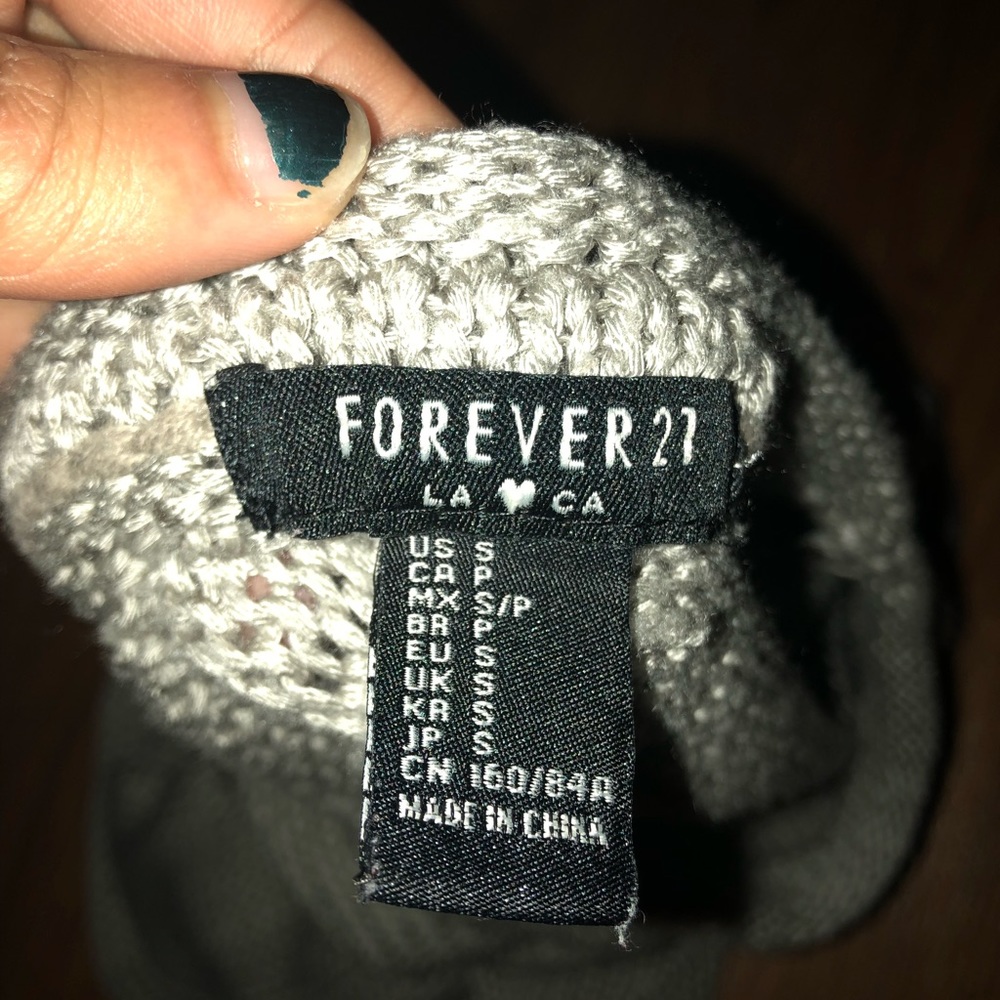 FOREVER 21
LA ♥ CA
US S
CA P
MX S/P
BR P
EU S
UK S
KR S
JP S
CN 160/84A
MADE IN CHINA